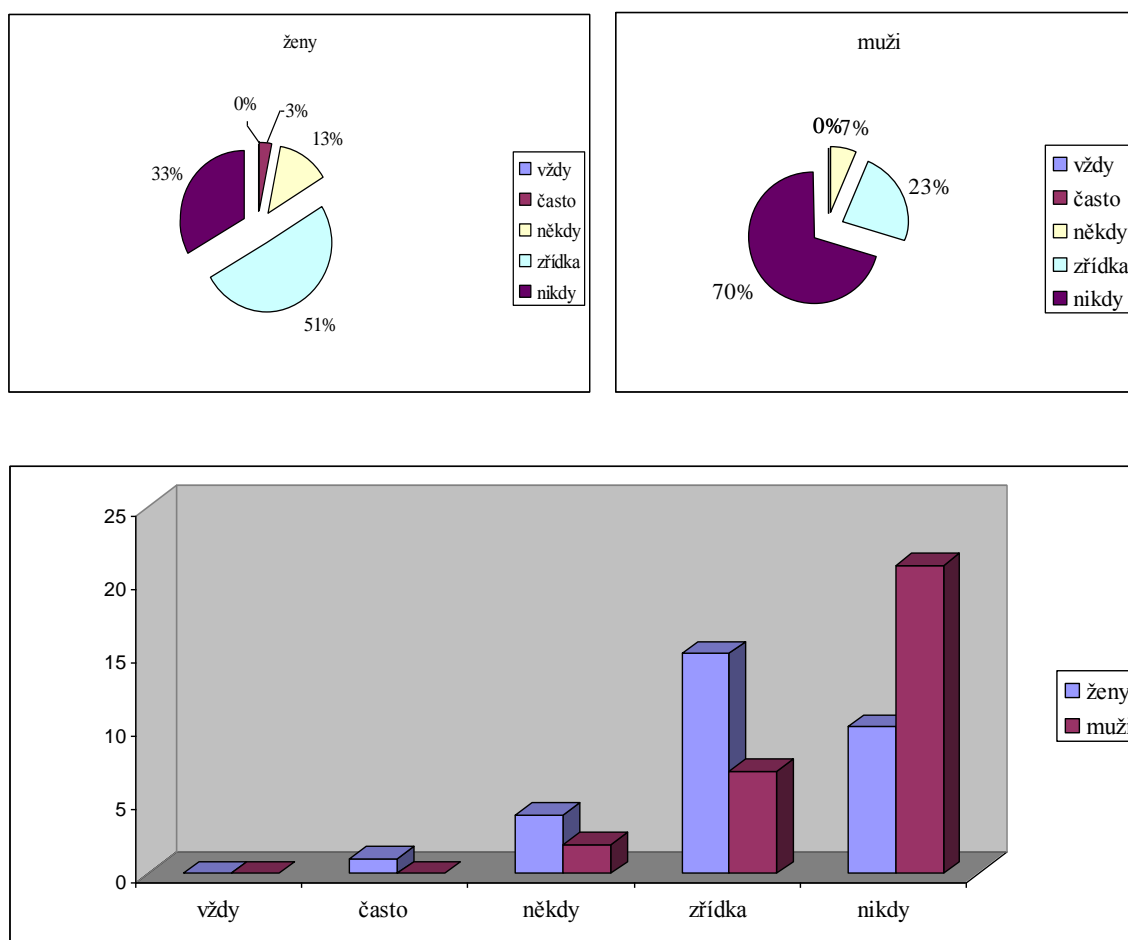 ženy
0%
3%
13%
33%
51%
vždy
často
někdy
zřídka
nikdy
muži
0%
7%
23%
70%
vždy
často
někdy
zřídka
nikdy
25
20
15
10
5
0
vždy často někdy zřídka nikdy
ženy
muži